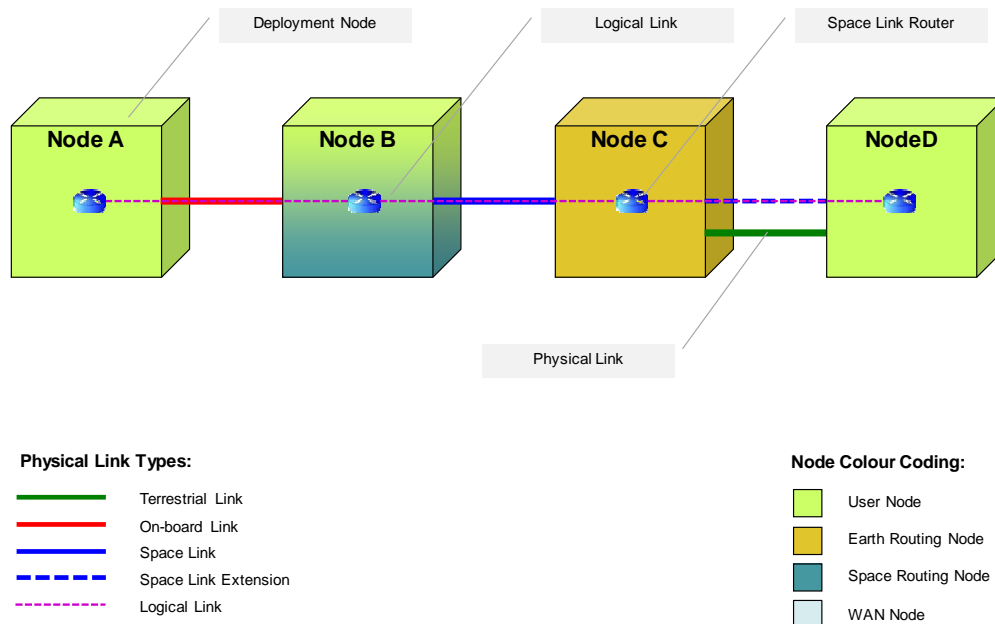 Deployment Node
Logical Link
Space Link Router
Node A
Node B
Node C
NodeD
Physical Link
Physical Link Types:
Terrestrial Link
On-board Link
Space Link
Space Link Extension
Logical Link
Node Colour Coding:
User Node
Earth Routing Node
Space Routing Node
WAN Node